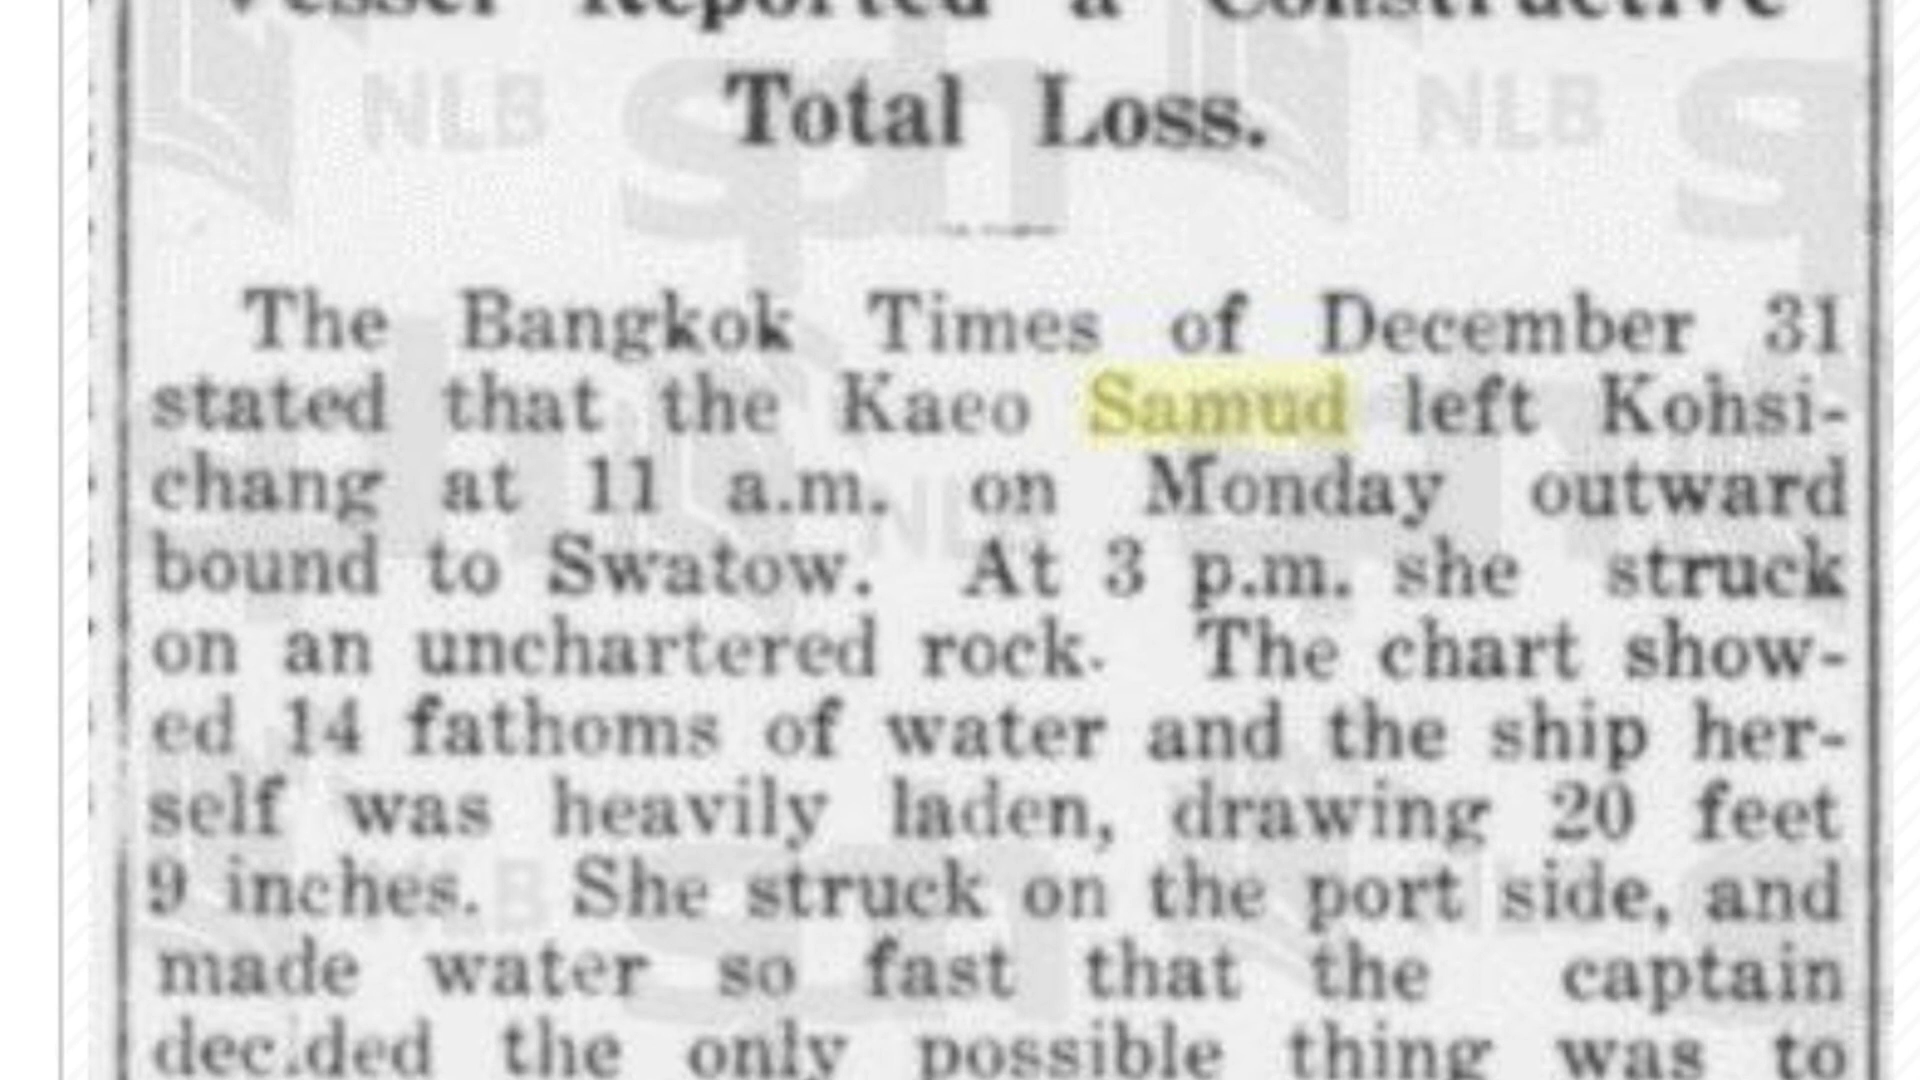 Vessel Reported a Constructive
Total Loss.
The Bangkok Times of December 31
stated that the Kaeo Samud left Kohsi-
chang at 11 a.m. on Monday outward
bound to Swatow. At 3 p.m. she struck
on an unchartered rock. The chart show-
ed 14 fathoms of water and the ship her-
self was heavily laden, drawing 20 feet
9 inches. She struck on the port side, and
made water so fast that the captain
decided the only possible thing was to